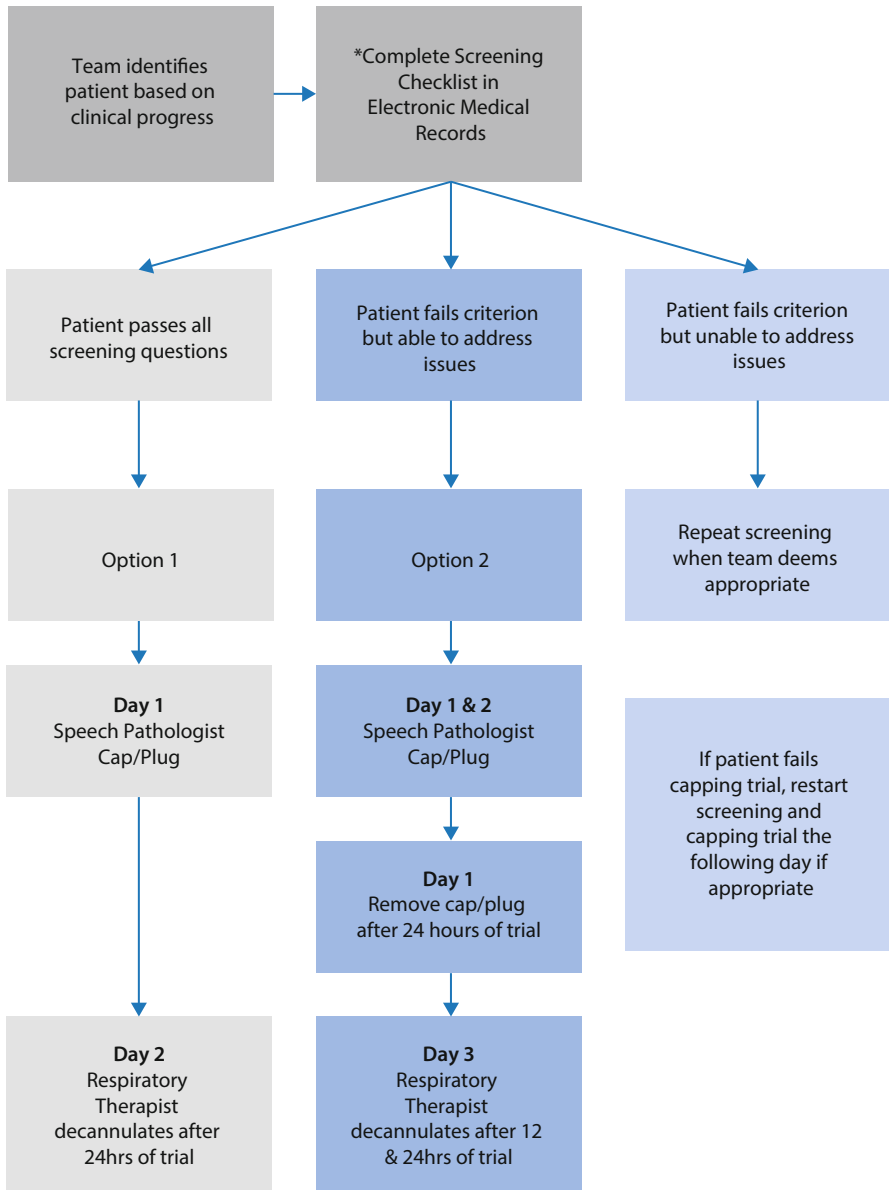 Team identifies
patient based on
clinical progress
*Complete Screening
Checklist in
Electronic Medical
Records
Patient passes all
screening questions
Patient fails criterion
but able to address
issues
Patient fails criterion
but unable to address
issues
Option 1
Option 2
Repeat screening
when team deems
appropriate
Day 1
Speech Pathologist
Cap/Plug
Day 1 & 2
Speech Pathologist
Cap/Plug
If patient fails
capping trial, restart
screening and
capping trial the
following day if
appropriate
Day 1
Remove cap/plug
after 24 hours of trial
Day 2
Respiratory
Therapist
decannulates after
24hrs of trial
Day 3
Respiratory
Therapist
decannulates after 12
& 24hrs of trial